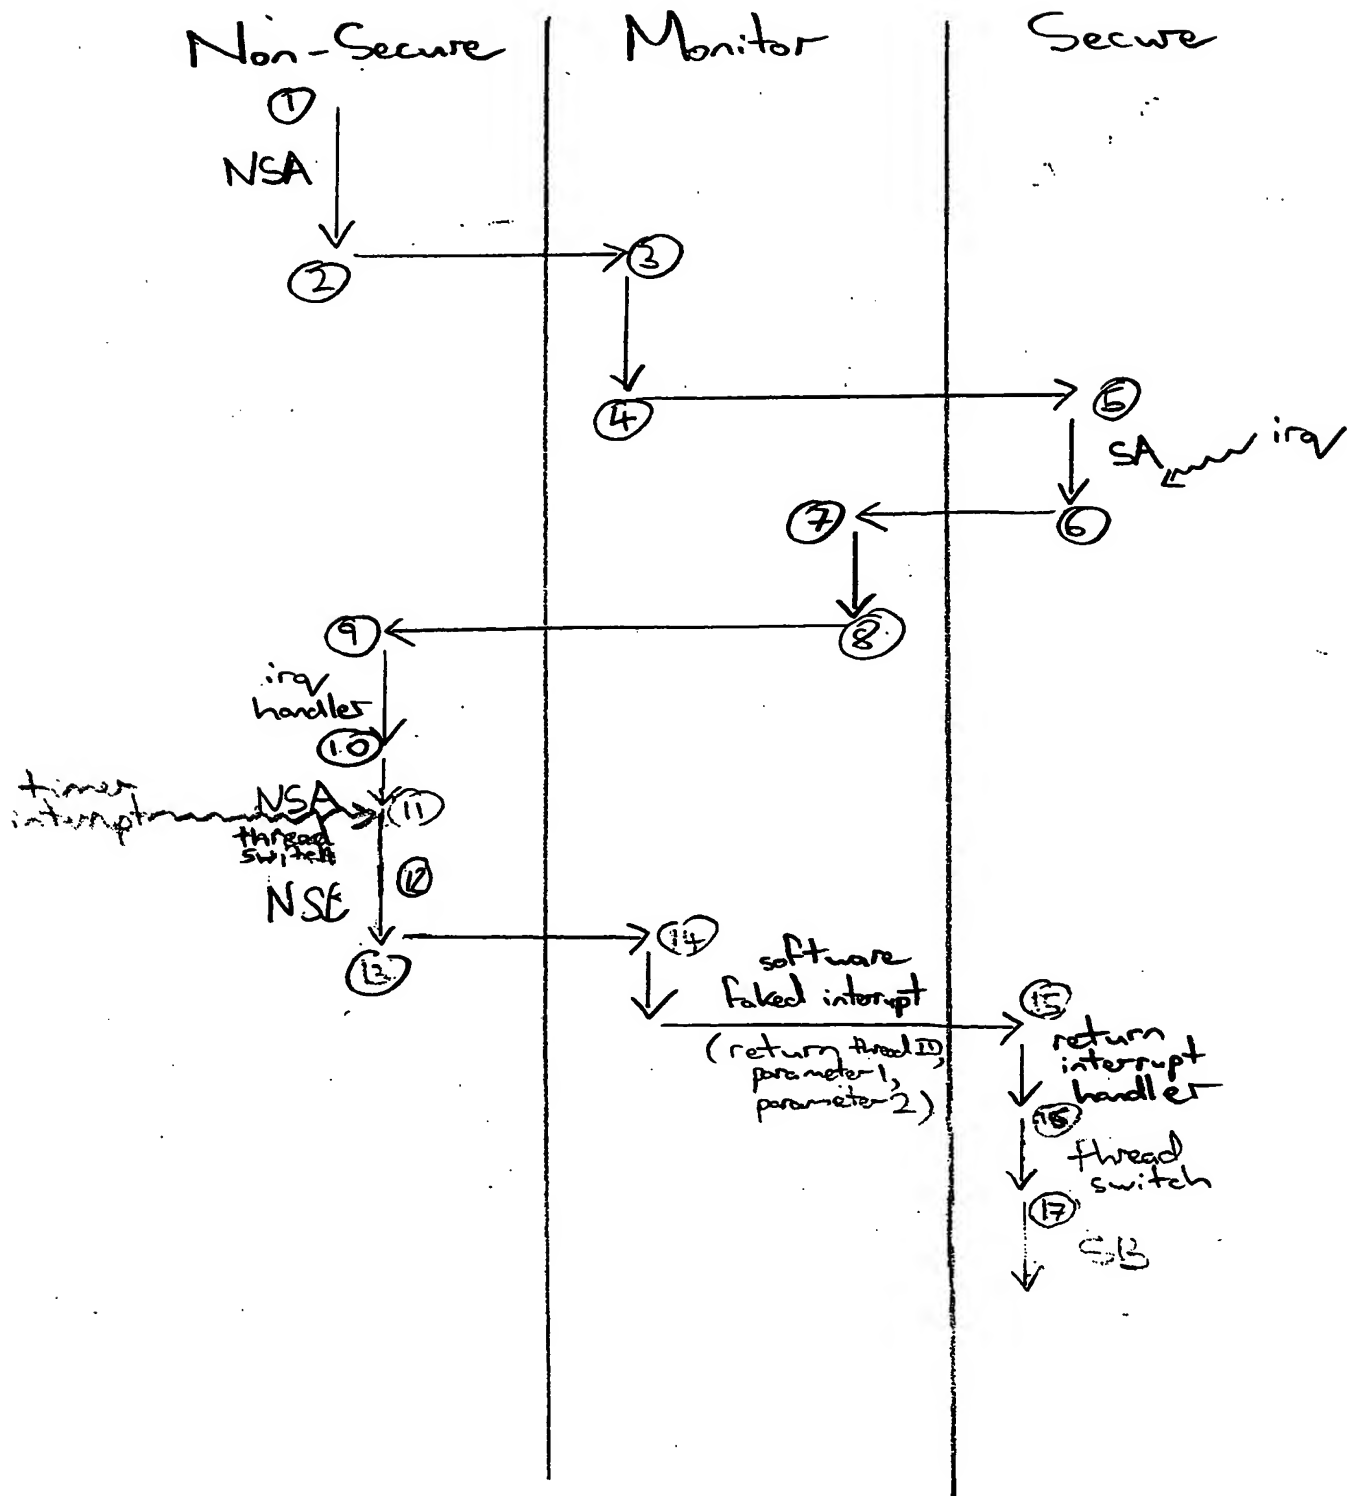 Non-Secure Monitor Secure
1
NSA
2 3
4 5
SA irq
7 6
9 8
irq
handler
10
timer
interrupt NSA 11
thread
switch
12
NSE
13 14
software
faked interrupt
(return thread ID,
parameter 1,
parameter 2)
15
return
interrupt
handler
16
thread
switch
17
SB